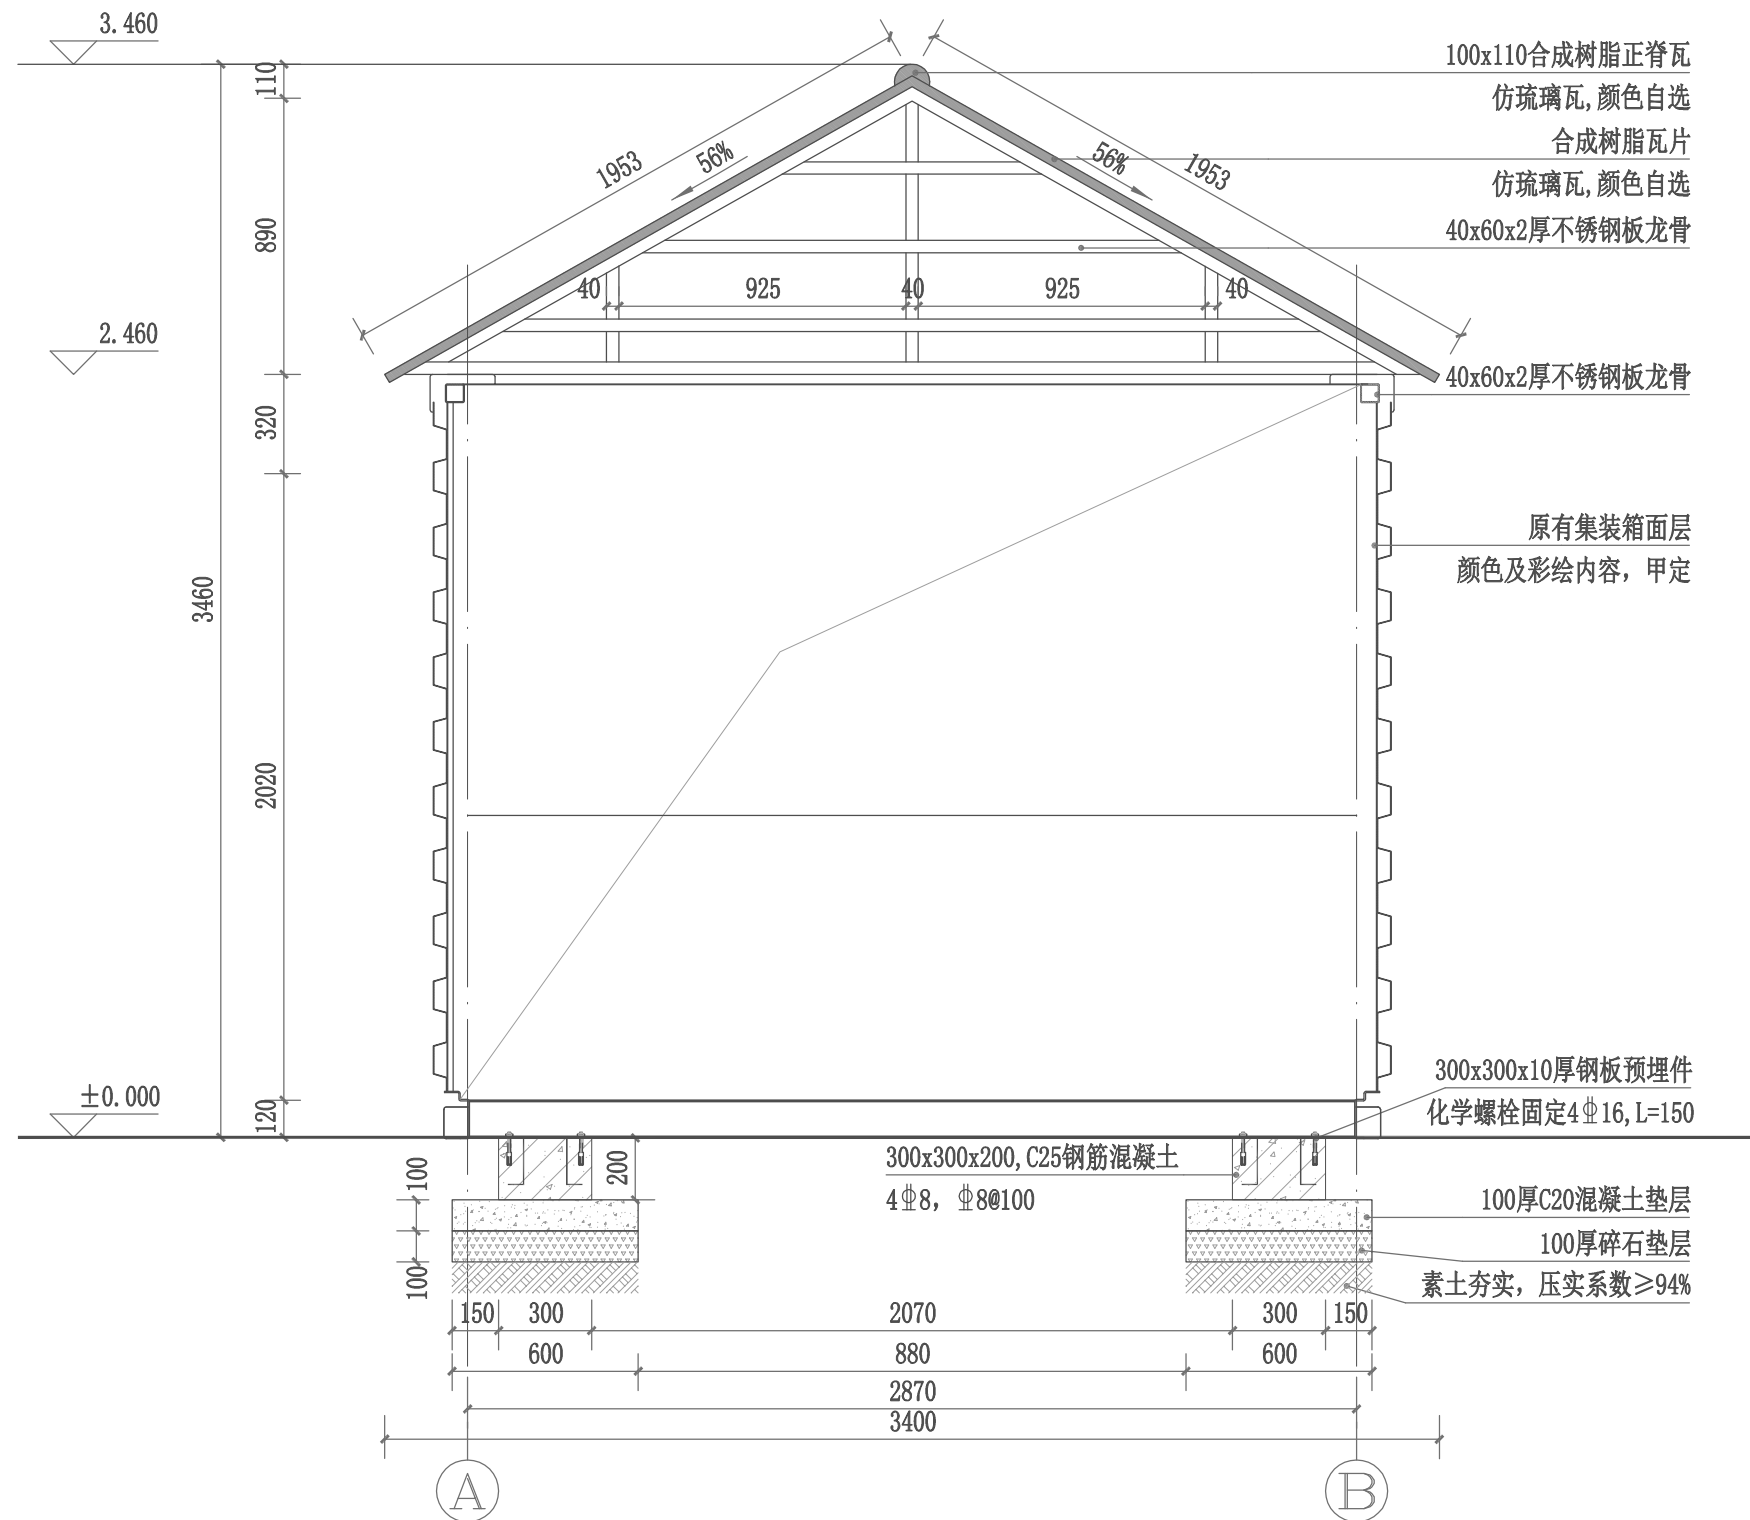 3.460
100x110合成树脂正脊瓦
110
仿琉璃瓦,颜色自选
合成树脂瓦片
1953
56%
56%
1953
仿琉璃瓦,颜色自选
890
40x60x2厚不锈钢板龙骨
40
925
40
925
40
2.460
40x60x2厚不锈钢板龙骨
320
原有集装箱面层
颜色及彩绘内容，甲定
3460
2020
300x300x10厚钢板预埋件
±0.000
化学螺栓固定4⏀16,L=150
120
300x300x200,C25钢筋混凝土
100
200
4⏀8，⏀8@100
100厚C20混凝土垫层
100厚碎石垫层
100
素土夯实，压实系数≥94%
150
300
2070
300
150
600
880
600
2870
3400
A
B